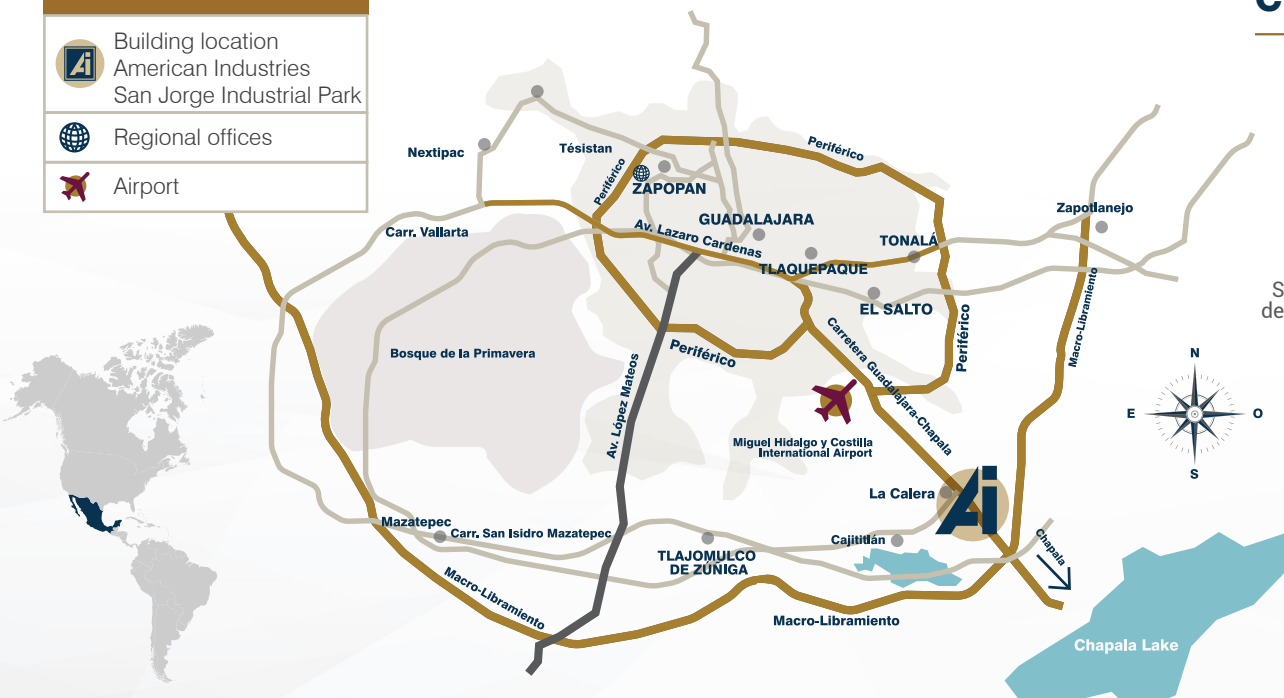 Building location
American Industries
San Jorge Industrial Park
Regional offices
Airport
Nextipac
Tésistan
Periférico
Periférico
ZAPOPAN
GUADALAJARA
Carr. Vallarta
Av. Lazaro Cardenas
TONALÁ
Zapotlanejo
TLAQUEPAQUE
EL SALTO
Macro-Libramiento
Periférico
Periférico
Carretera Guadalajara-Chapala
Bosque de la Primavera
Av. López Mateos
Miguel Hidalgo y Costilla
International Airport
N
E
O
S
La Calera
Ai
Mazatepec
Carr. San Isidro Mazatepec
Cajititlán
TLAJOMULCO
DE ZUÑIGA
Chapala
Macro-Libramiento
Macro-Libramiento
Chapala Lake